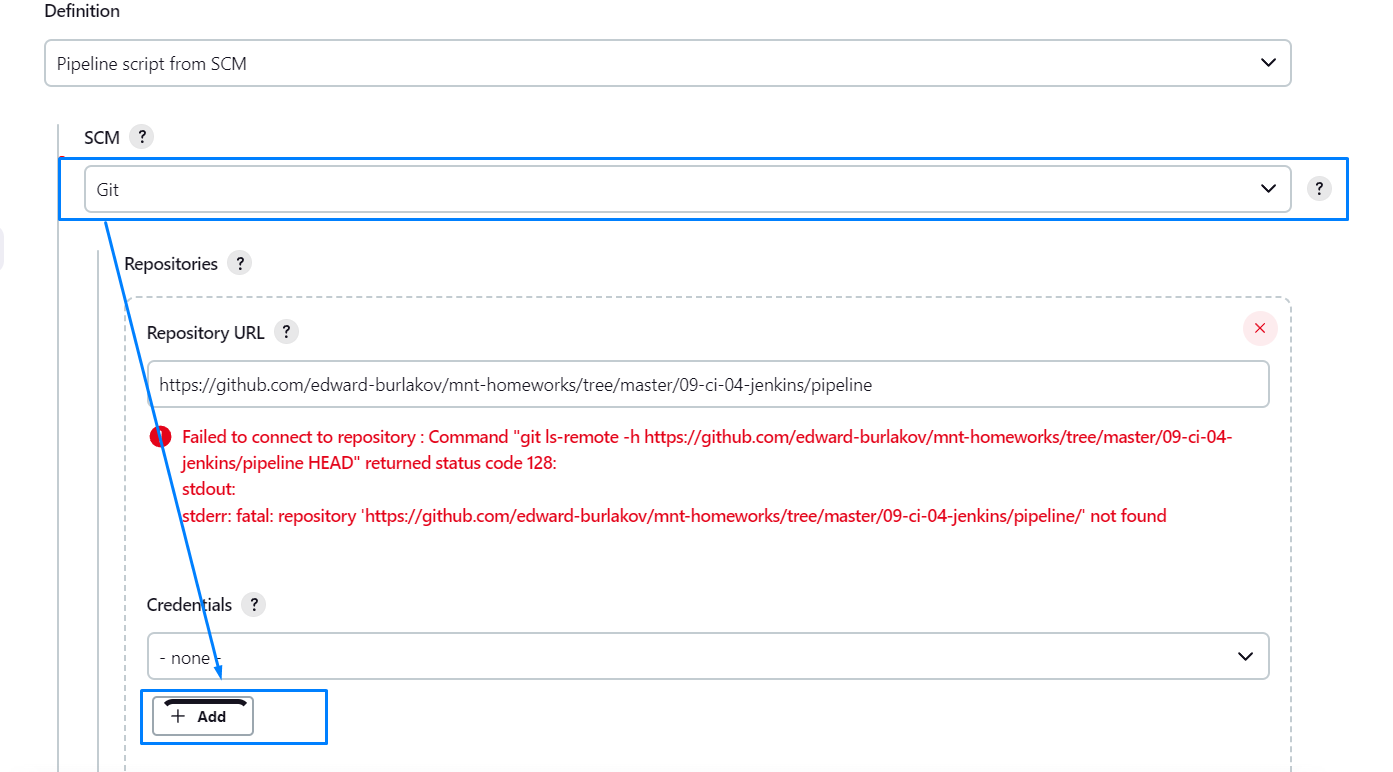 Definition
Pipeline script from SCM
SCM ?
Git
?
Repositories ?
Repository URL ?
https://github.com/edward-burlakov/mnt-homeworks/tree/master/09-ci-04-jenkins/pipeline
Failed to connect to repository : Command "git ls-remote -h https://github.com/edward-burlakov/mnt-homeworks/tree/master/09-ci-04-
jenkins/pipeline HEAD" returned status code 128:
stdout:
stderr: fatal: repository 'https://github.com/edward-burlakov/mnt-homeworks/tree/master/09-ci-04-jenkins/pipeline/' not found
Credentials ?
- none -
+ Add